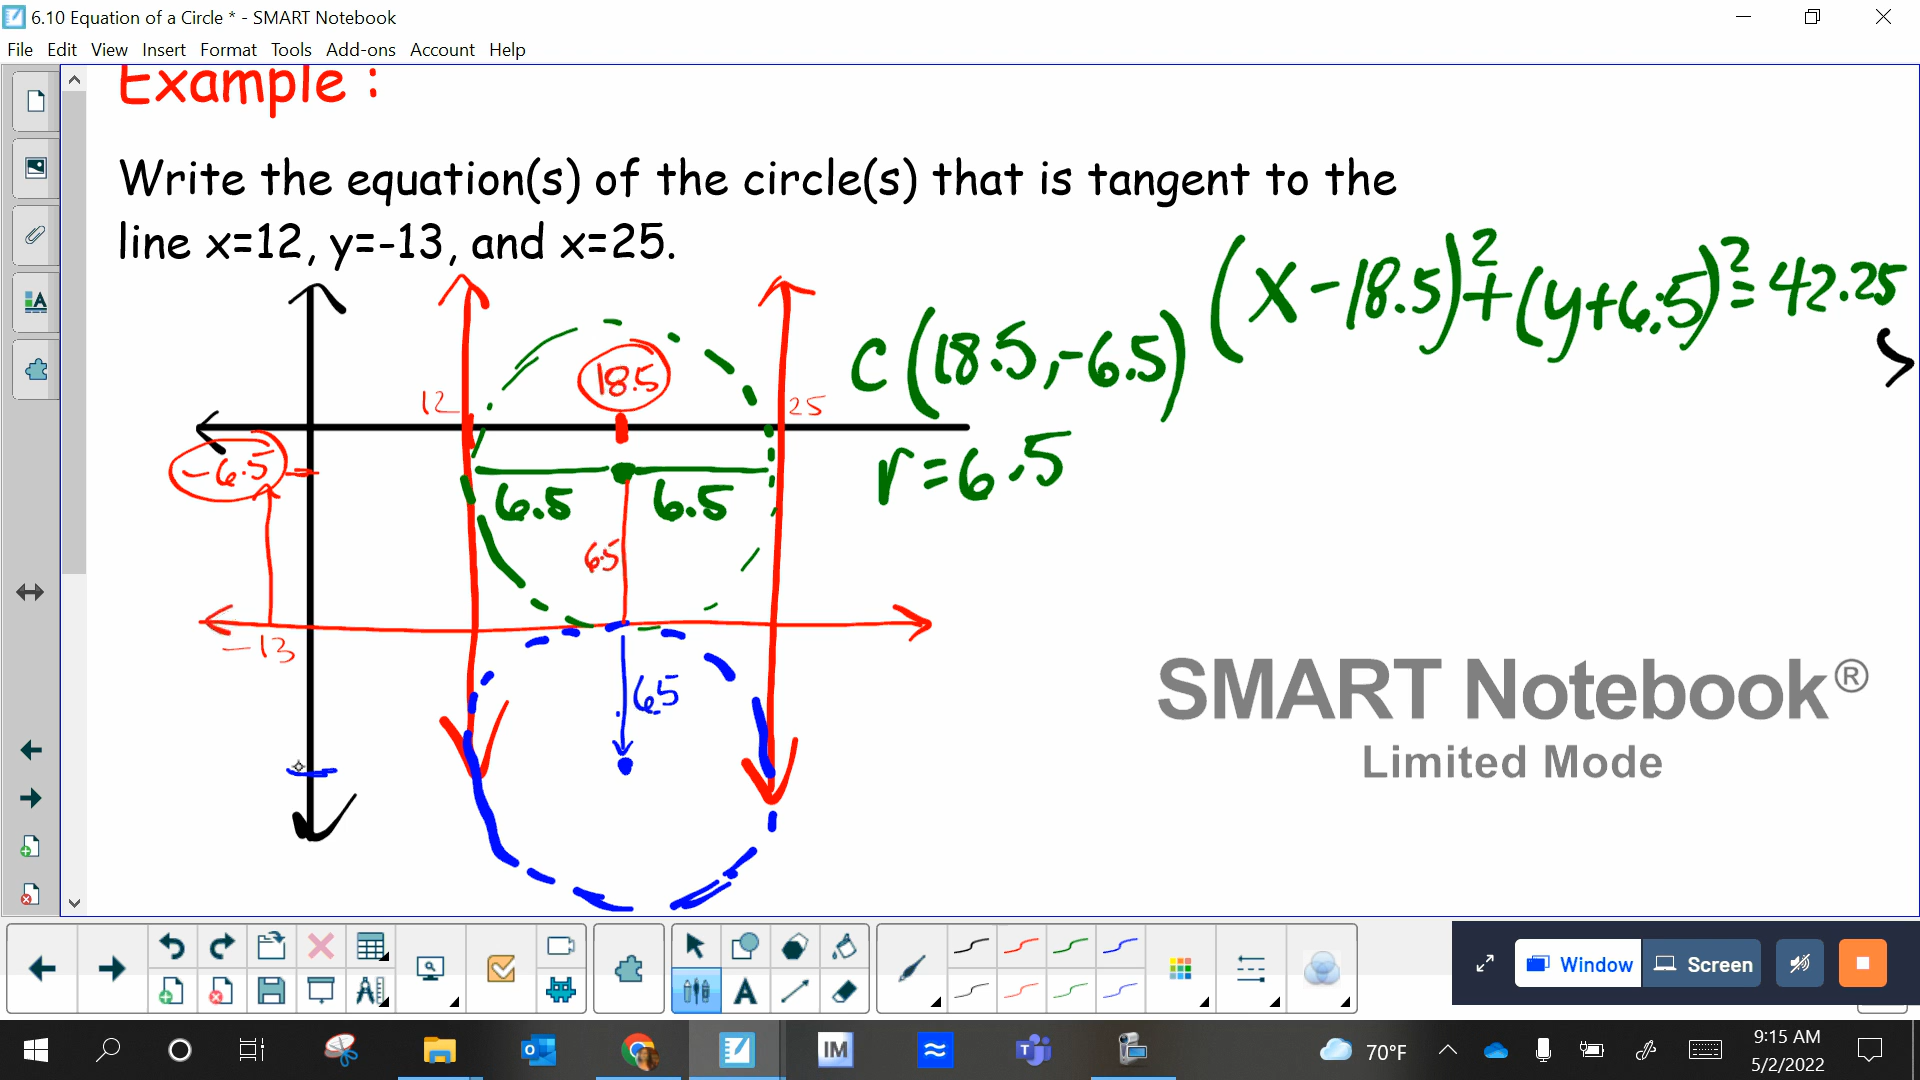 6.10 Equation of a Circle * - SMART Notebook
File Edit View Insert Format Tools Add-ons Account Help
Example :
Write the equation(s) of the circle(s) that is tangent to the
line x=12, y=-13, and x=25.
(x-18.5)²+(y+6.5)²=42.25
C(18.5,-6.5)
18.5
12
25
-6.5
r=6.5
6.5 6.5
6.5
-13
6.5
SMART Notebook®
Limited Mode
A
Window Screen
IM
70°F
9:15 AM
5/2/2022